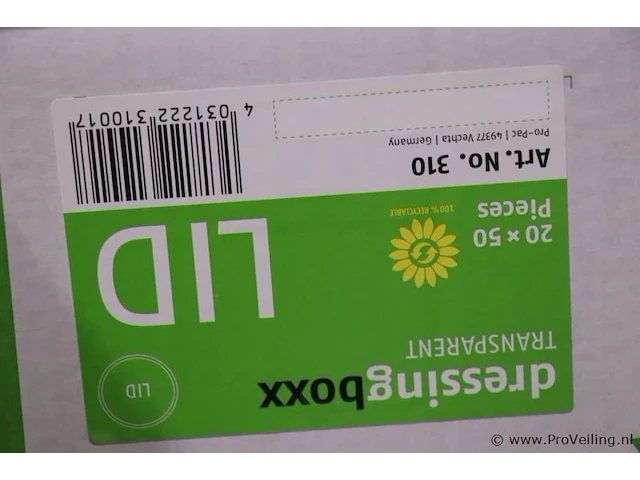 dressingboxx
TRANSPARENT
LID
20 × 50
Pieces
100 % RECYCLABLE
LID
Art. No. 310
Pro-Pac | 49377 Vechta | Germany
4 031222 310017
© www.ProVeiling.nl